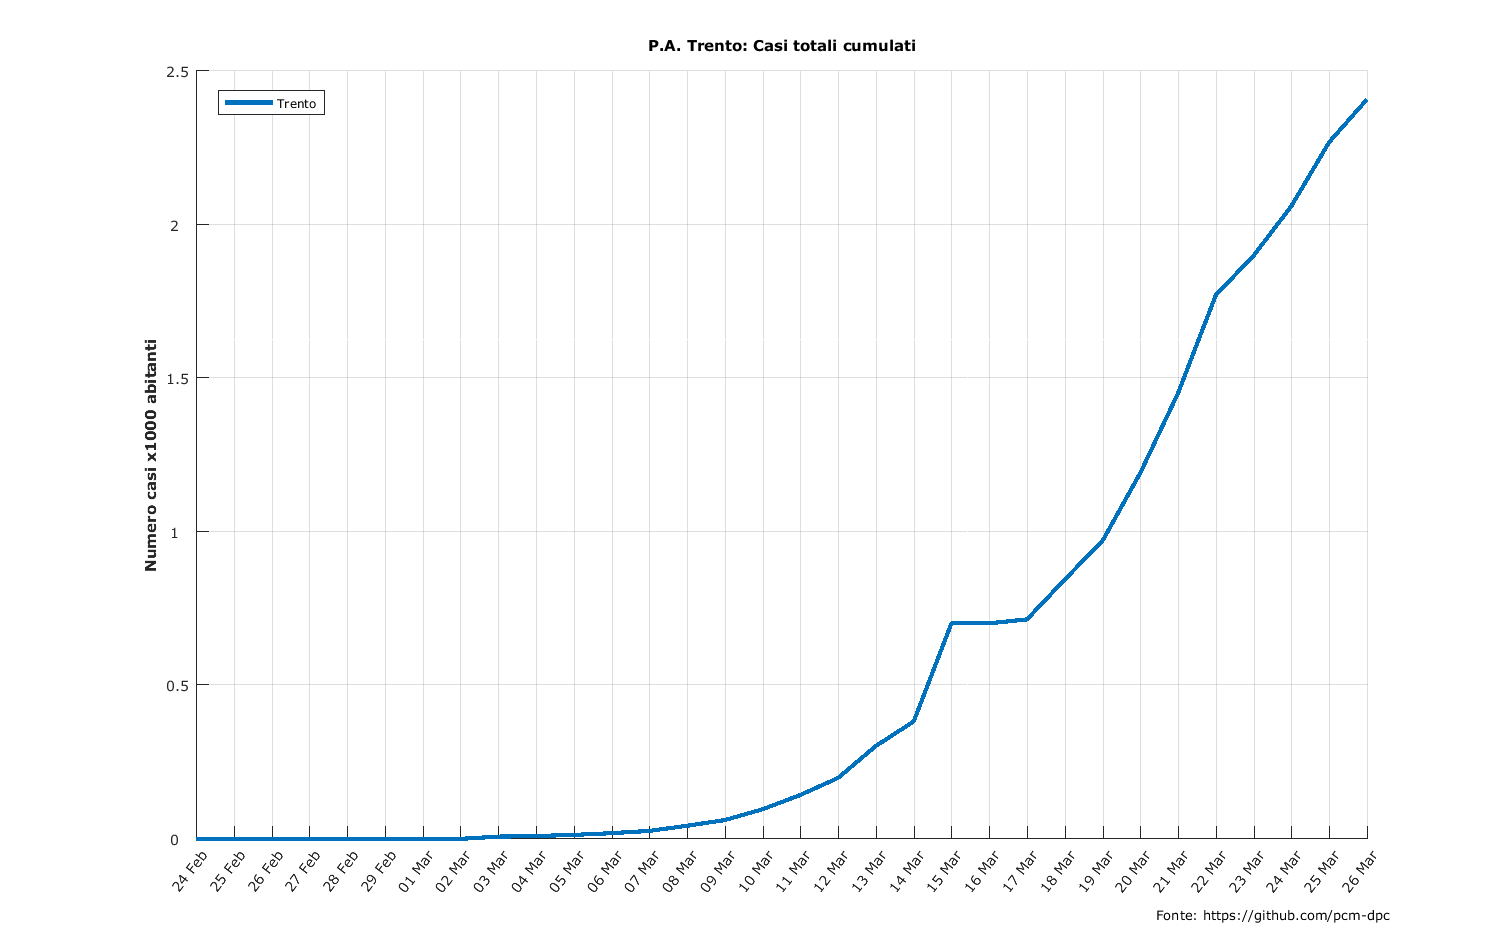 P.A. Trento: Casi totali cumulati
Trento
Numero casi x1000 abitanti
2.5
2
1.5
1
0.5
0
24 Feb
25 Feb
26 Feb
27 Feb
28 Feb
29 Feb
01 Mar
02 Mar
03 Mar
04 Mar
05 Mar
06 Mar
07 Mar
08 Mar
09 Mar
10 Mar
11 Mar
12 Mar
13 Mar
14 Mar
15 Mar
16 Mar
17 Mar
18 Mar
19 Mar
20 Mar
21 Mar
22 Mar
23 Mar
24 Mar
25 Mar
26 Mar
Fonte: https://github.com/pcm-dpc